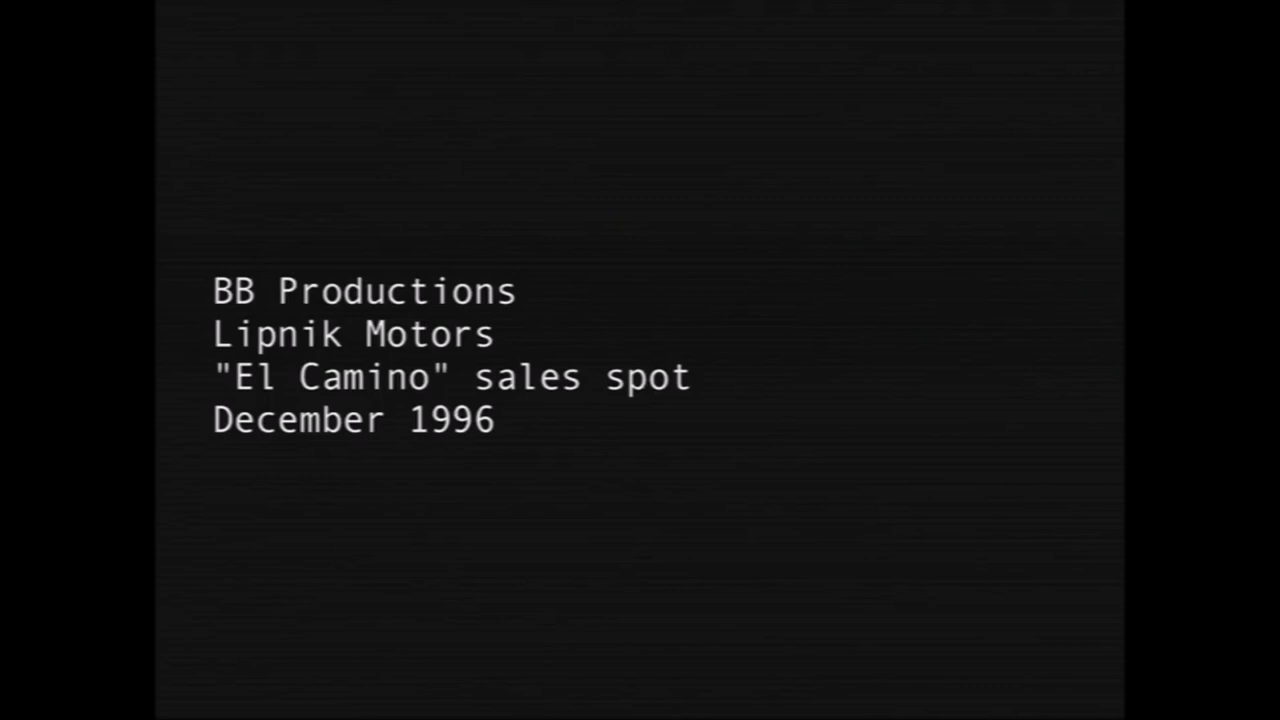 BB Productions
Lipnik Motors
"El Camino" sales spot
December 1996